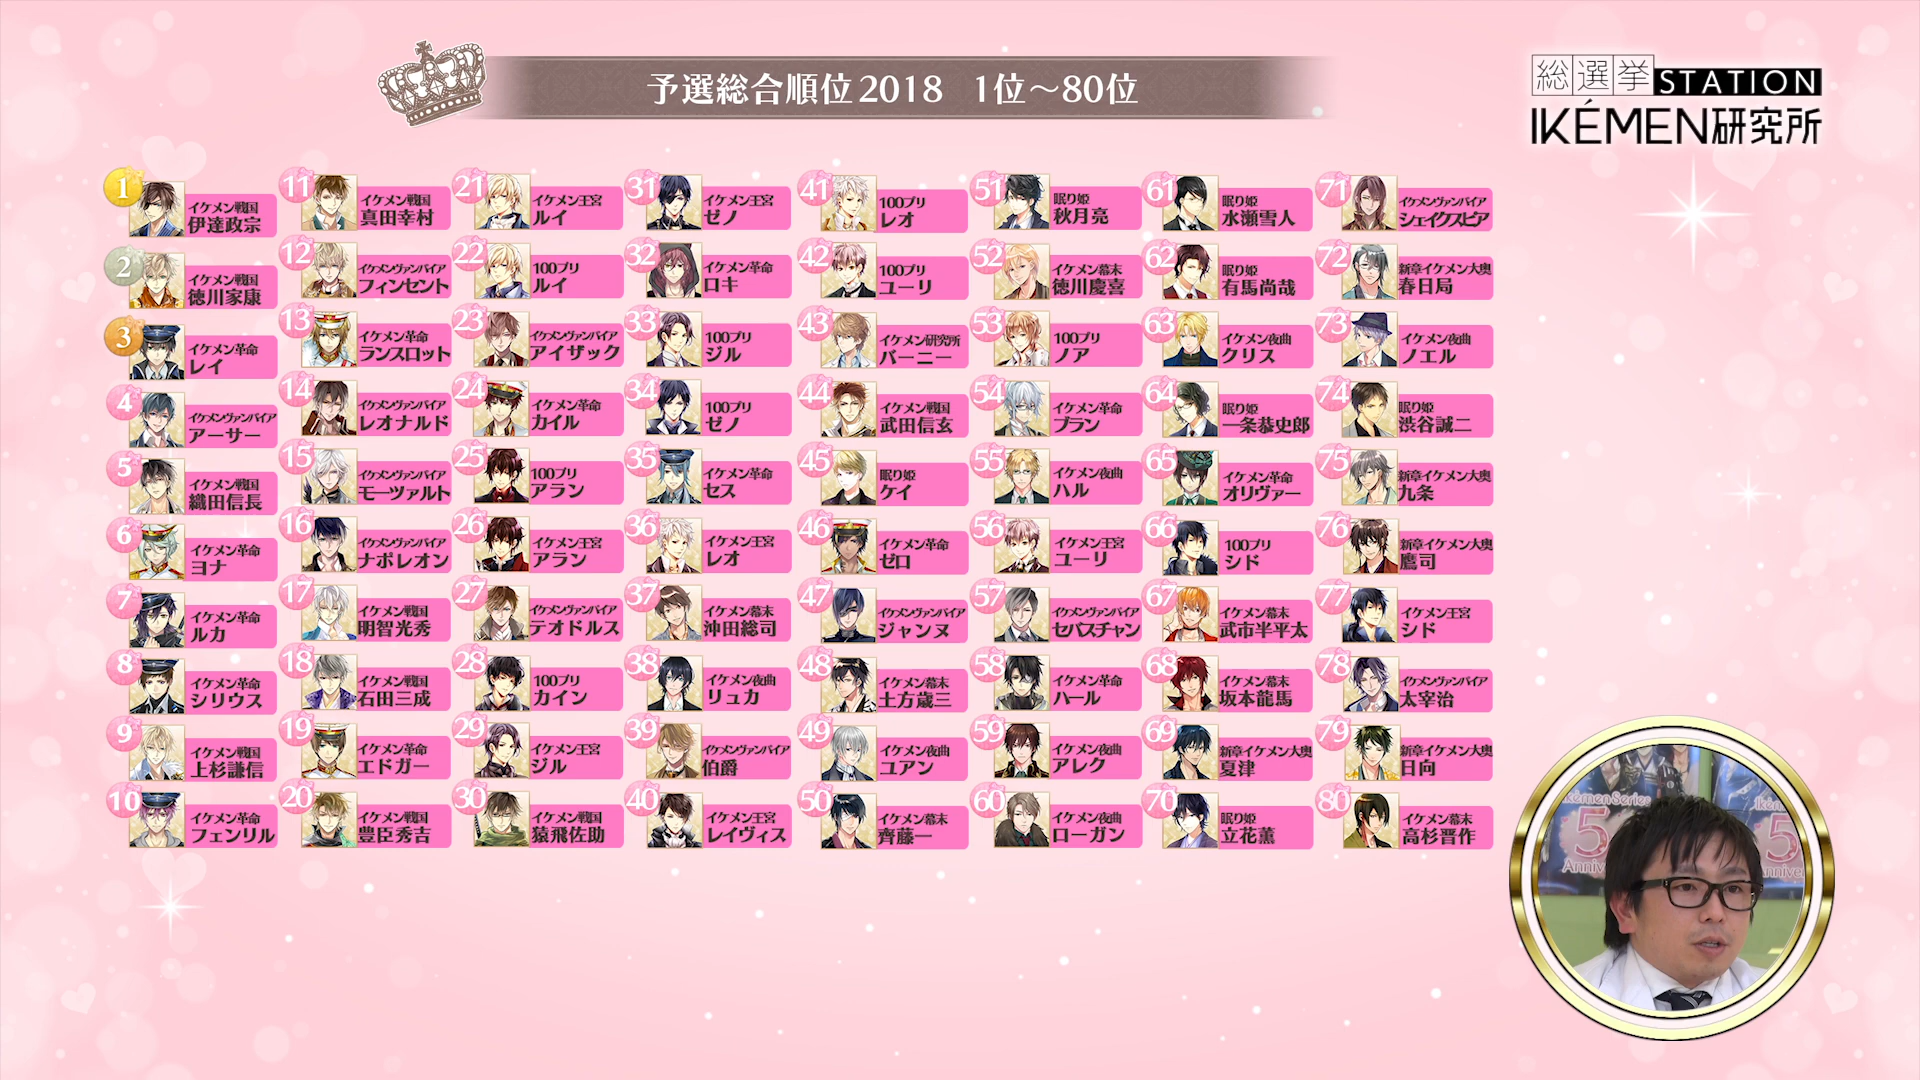 予選総合順位2018 1位～80位
総選挙STATION
IKÉMEN研究所
1
イケメン戦国
伊達政宗
2
イケメン戦国
徳川家康
3
イケメン革命
レイ
4
イケメンヴァンパイア
アーサー
5
イケメン戦国
織田信長
6
イケメン革命
ヨナ
7
イケメン革命
ルカ
8
イケメン革命
シリウス
9
イケメン戦国
上杉謙信
10
イケメン革命
フェンリル
11
イケメン戦国
真田幸村
12
イケメンヴァンパイア
フィンセント
13
イケメン革命
ランスロット
14
イケメンヴァンパイア
レオナルド
15
イケメンヴァンパイア
モーツァルト
16
イケメンヴァンパイア
ナポレオン
17
イケメン戦国
明智光秀
18
イケメン戦国
石田三成
19
イケメン革命
エドガー
20
イケメン戦国
豊臣秀吉
21
イケメン王宮
ルイ
22
100プリ
ルイ
23
イケメンヴァンパイア
アイザック
24
イケメン革命
カイル
25
100プリ
アラン
26
イケメン王宮
アラン
27
イケメンヴァンパイア
テオドルス
28
100プリ
カイン
29
イケメン王宮
ジル
30
イケメン戦国
猿飛佐助
31
イケメン王宮
ゼノ
32
イケメン革命
ロキ
33
100プリ
ジル
34
100プリ
ゼノ
35
イケメン革命
セス
36
イケメン王宮
レオ
37
イケメン幕末
沖田総司
38
イケメン夜曲
リュカ
39
イケメンヴァンパイア
伯爵
40
イケメン王宮
レイヴィス
41
100プリ
レオ
42
100プリ
ユーリ
43
イケメン研究所
バーニー
44
イケメン戦国
武田信玄
45
眠り姫
ケイ
46
イケメン革命
ゼロ
47
イケメンヴァンパイア
ジャンヌ
48
イケメン幕末
土方歳三
49
イケメン夜曲
ユアン
50
イケメン幕末
齊藤一
51
眠り姫
秋月亮
52
イケメン幕末
徳川慶喜
53
100プリ
ノア
54
イケメン革命
ブラン
55
イケメン夜曲
ハル
56
イケメン王宮
ユーリ
57
イケメンヴァンパイア
セバスチャン
58
イケメン革命
ハール
59
イケメン夜曲
アレク
60
イケメン夜曲
ローガン
61
眠り姫
水瀬雪人
62
眠り姫
有馬尚哉
63
イケメン夜曲
クリス
64
眠り姫
一条恭史郎
65
イケメン革命
オリヴァー
66
100プリ
シド
67
イケメン幕末
武市半平太
68
イケメン幕末
坂本龍馬
69
新章イケメン大奥
夏津
70
眠り姫
立花薫
71
イケメンヴァンパイア
シェイクスピア
72
新章イケメン大奥
春日局
73
イケメン夜曲
ノエル
74
眠り姫
渋谷誠二
75
新章イケメン大奥
九条
76
新章イケメン大奥
鷹司
77
イケメン王宮
シド
78
イケメンヴァンパイア
太宰治
79
新章イケメン大奥
日向
80
イケメン幕末
高杉晋作